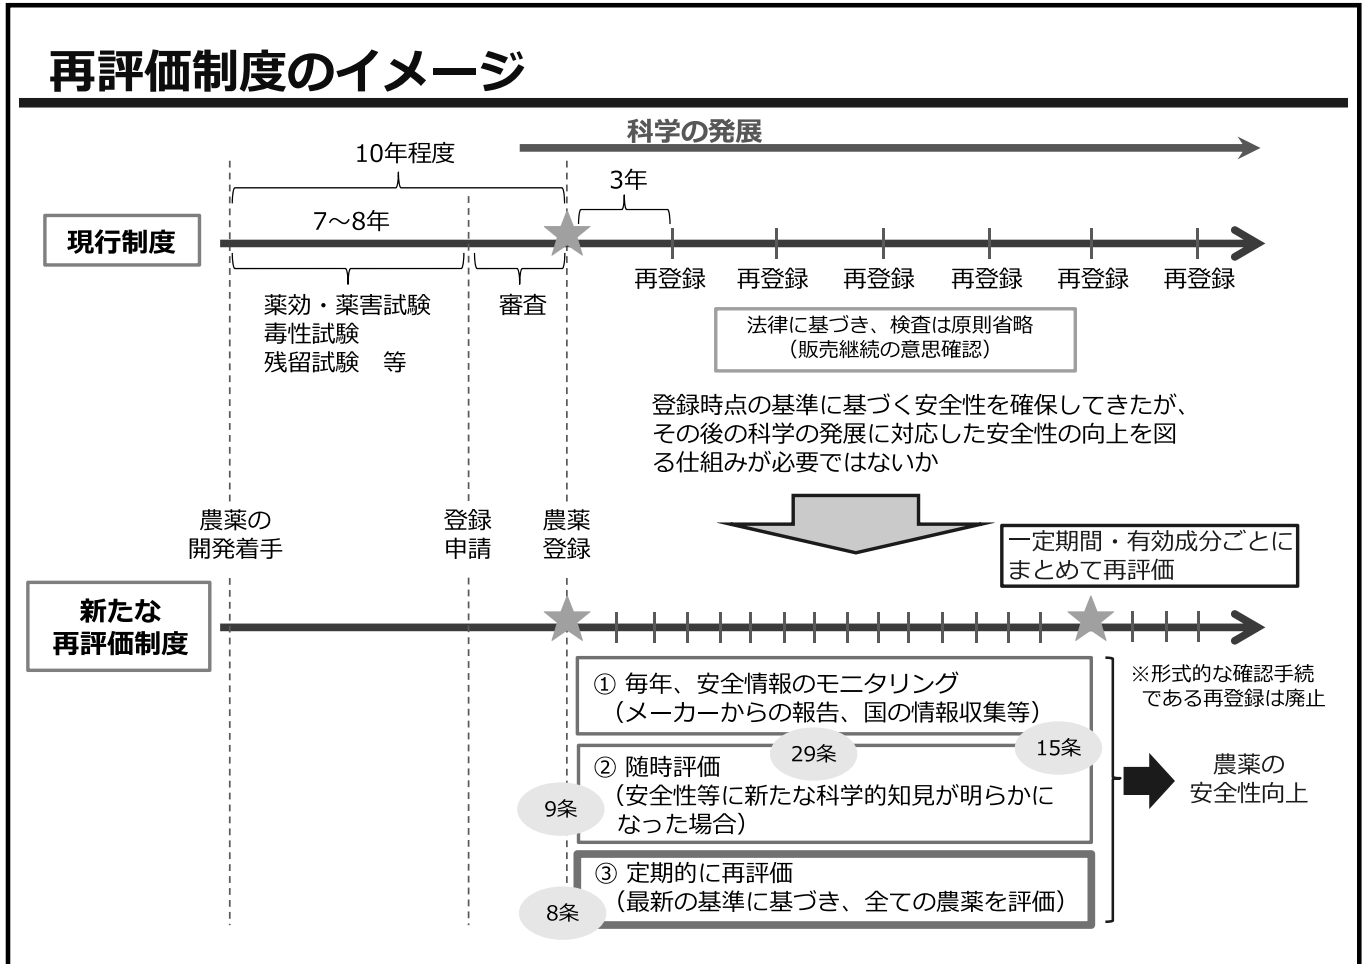 再評価制度のイメージ
科学の発展
10年程度
3年
7～8年
現行制度
再登録 再登録 再登録 再登録 再登録 再登録
薬効・薬害試験
毒性試験
残留試験　等
審査
法律に基づき、検査は原則省略
（販売継続の意思確認）
登録時点の基準に基づく安全性を確保してきたが、
その後の科学の発展に対応した安全性の向上を図
る仕組みが必要ではないか
農薬の
開発着手
登録
申請
農薬
登録
一定期間・有効成分ごとに
まとめて再評価
新たな
再評価制度
① 毎年、安全情報のモニタリング
（メーカーからの報告、国の情報収集等）
29条
15条
② 随時評価
（安全性等に新たな科学的知見が明らかに
なった場合）
9条
③ 定期的に再評価
（最新の基準に基づき、全ての農薬を評価）
8条
※形式的な確認手続
である再登録は廃止
農薬の
安全性向上